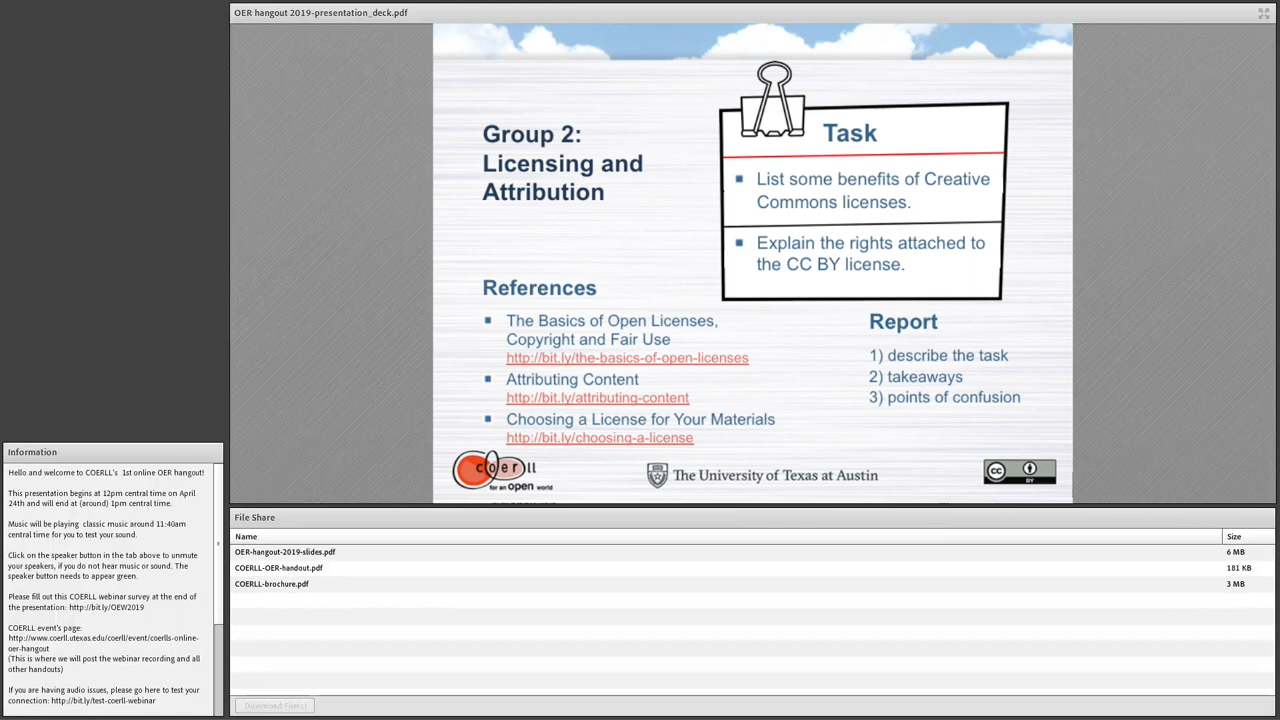 OER hangout 2019-presentation_deck.pdf
Group 2:
Licensing and
Attribution
Task
List some benefits of Creative
Commons licenses.
Explain the rights attached to
the CC BY license.
References
The Basics of Open Licenses,
Copyright and Fair Use
http://bit.ly/the-basics-of-open-licenses
Attributing Content
http://bit.ly/attributing-content
Choosing a License for Your Materials
http://bit.ly/choosing-a-license
Report
1) describe the task
2) takeaways
3) points of confusion
coerll
for an open world
The University of Texas at Austin
CC
BY
Information
Hello and welcome to COERLL's 1st online OER hangout!
This presentation begins at 12pm central time on April
24th and will end at (around) 1pm central time.
Music will be playing classic music around 11:40am
central time for you to test your sound.
Click on the speaker button in the tab above to unmute
your speakers, if you do not hear music or sound. The
speaker button needs to appear green.
Please fill out this COERLL webinar survey at the end of
the presentation: http://bit.ly/OEW2019
COERLL event's page:
http://www.coerll.utexas.edu/coerll/event/coerlls-online-
oer-hangout
(This is where we will post the webinar recording and all
other handouts)
If you are having audio issues, please go here to test your
connection: http://bit.ly/test-coerll-webinar
File Share
Name Size
OER-hangout-2019-slides.pdf 6 MB
COERLL-OER-handout.pdf 181 KB
COERLL-brochure.pdf 3 MB
Download File(s)